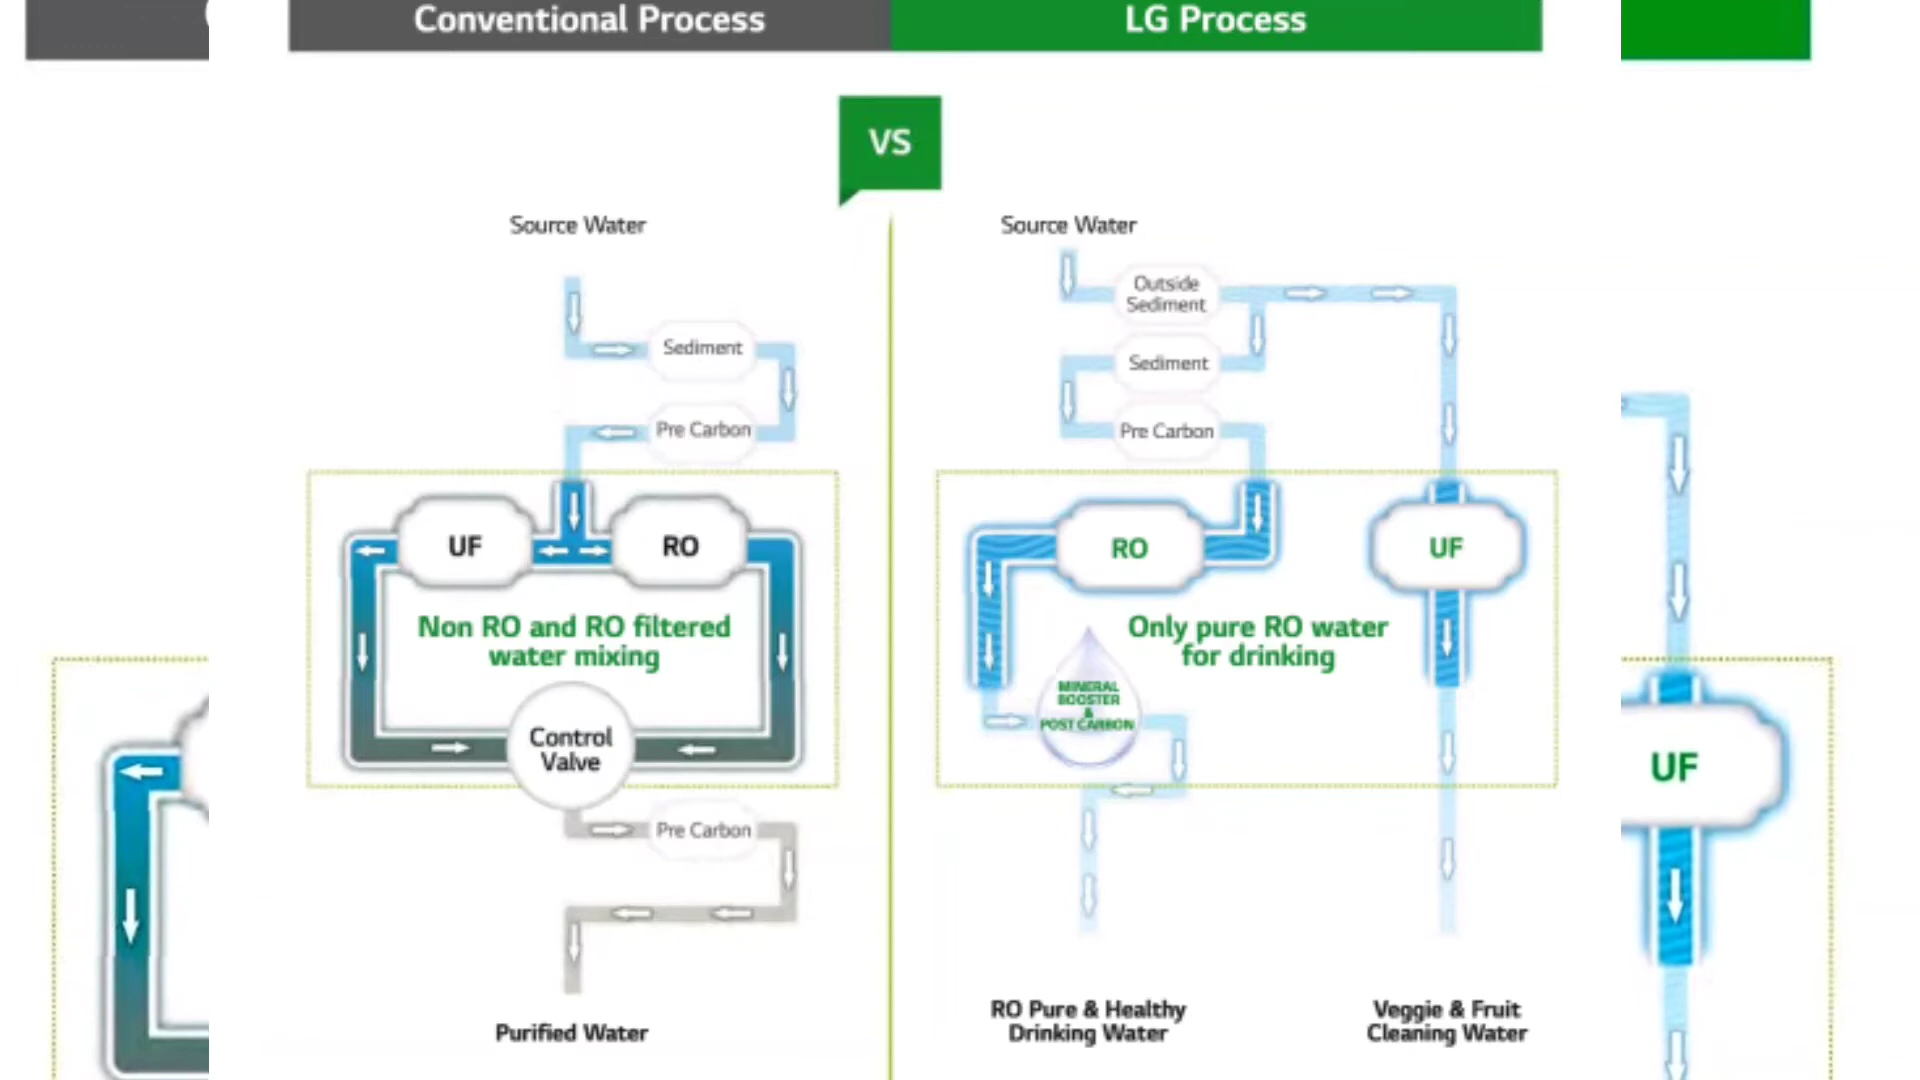 Conventional Process
LG Process
VS
Source Water
Sediment
Pre Carbon
UF
RO
Non RO and RO filtered
water mixing
Control
Valve
Pre Carbon
Purified Water
Source Water
Outside
Sediment
Sediment
Pre Carbon
RO
UF
Only pure RO water
for drinking
MINERAL
BOOSTER
&
POST CARBON
RO Pure & Healthy
Drinking Water
Veggie & Fruit
Cleaning Water
UF